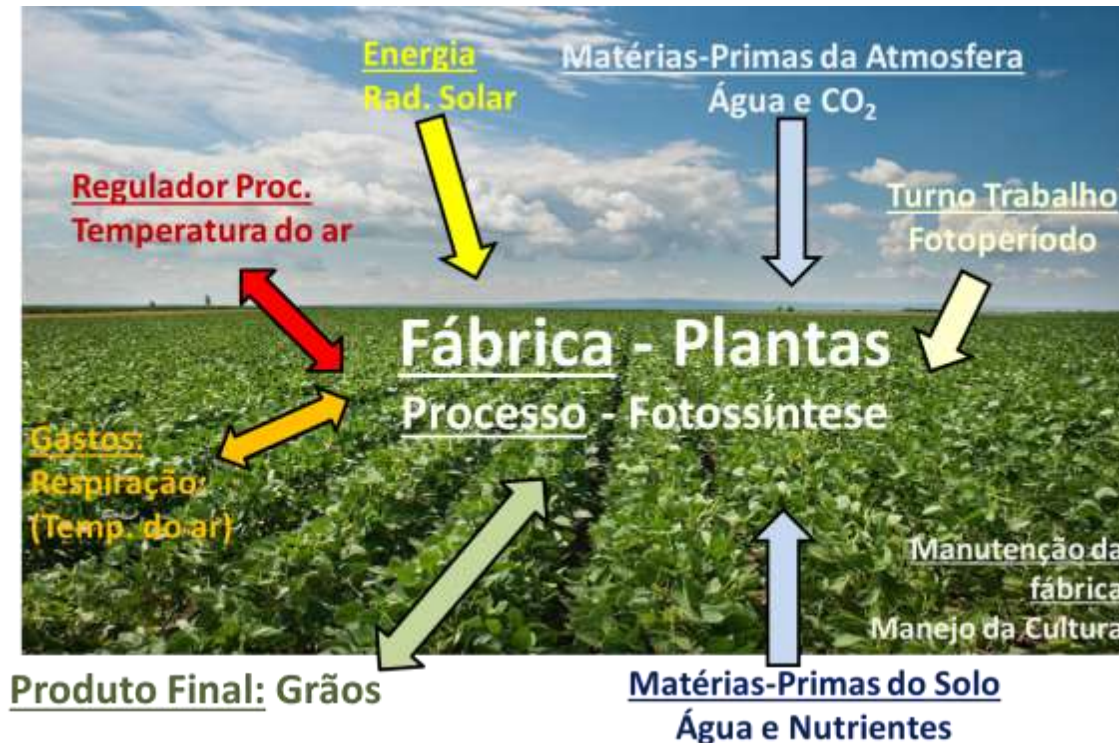 Energia
Rad. Solar
Matérias-Primas da Atmosfera
Água e CO₂
Regulador Proc.
Temperatura do ar
Turno Trabalho
Fotoperíodo
Fábrica - Plantas
Processo - Fotossíntese
Gastos:
Respiração:
(Temp. do ar)
Manutenção da
fábrica
Manejo da Cultura
Produto Final: Grãos
Matérias-Primas do Solo
Água e Nutrientes